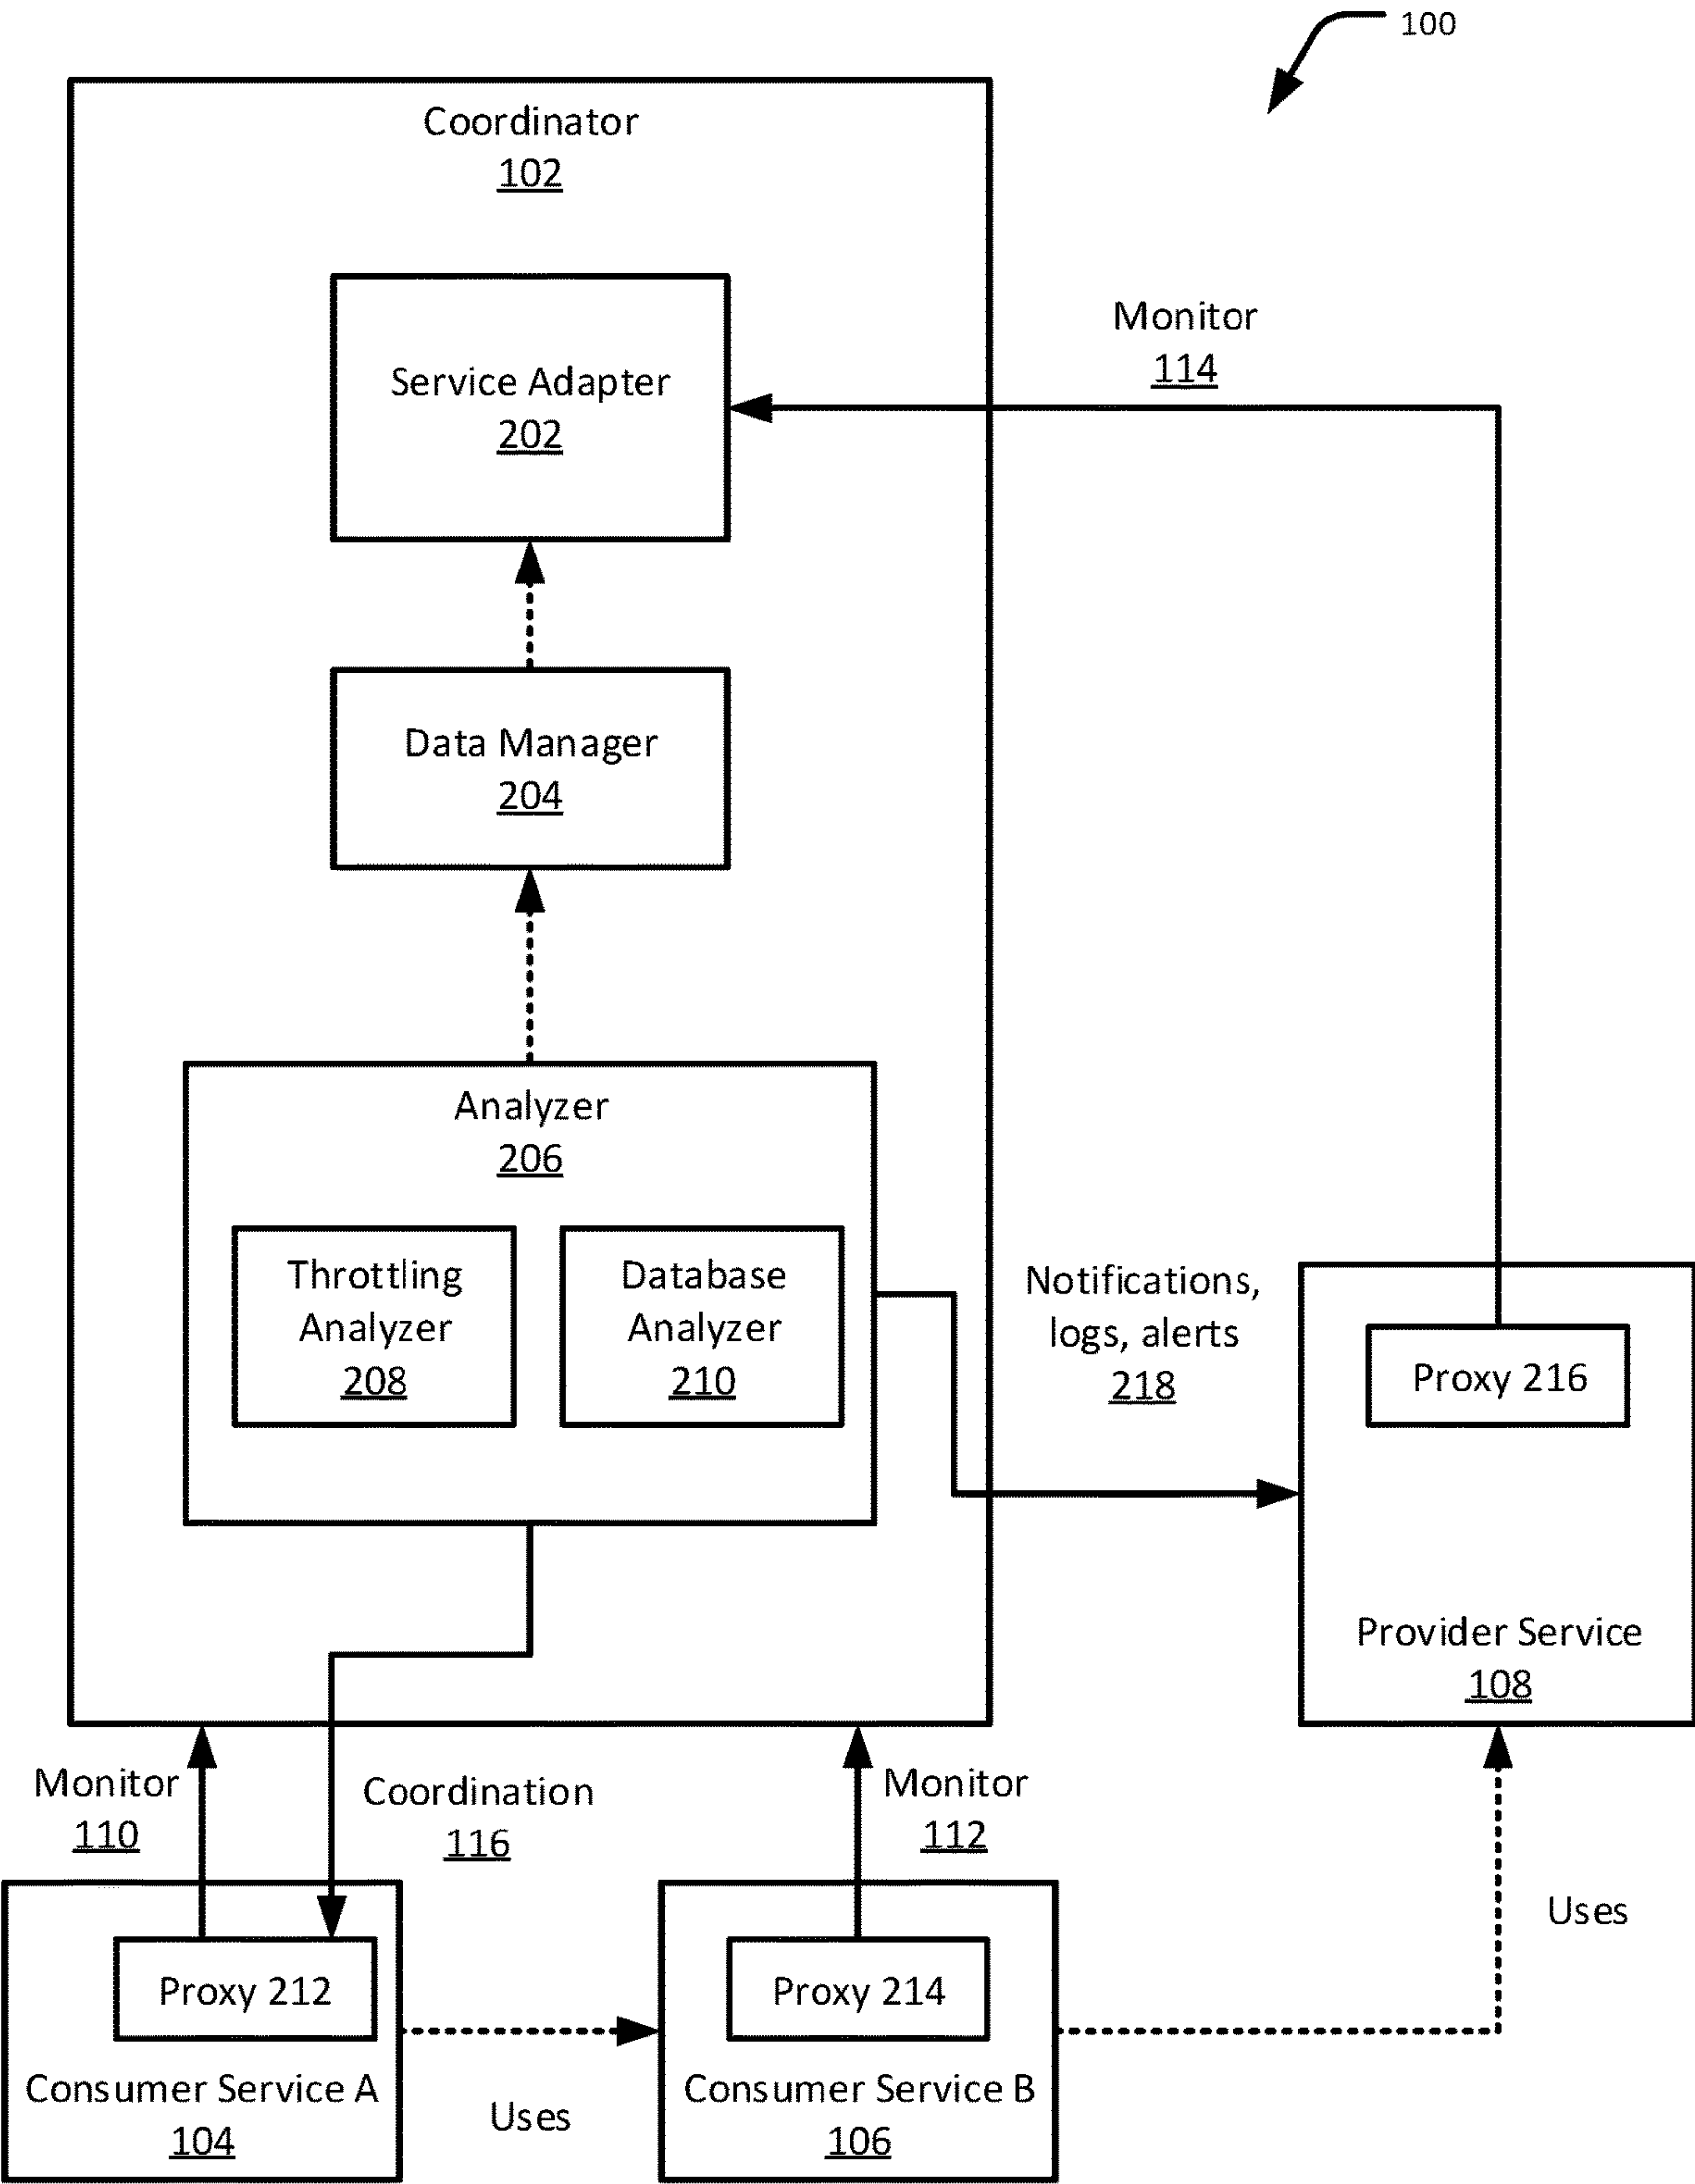 100
Coordinator
102
Service Adapter
202
Monitor
114
Data Manager
204
Analyzer
206
Throttling
Analyzer
208
Database
Analyzer
210
Notifications,
logs, alerts
218
Proxy 216
Provider Service
108
Monitor
110
Coordination
116
Monitor
112
Proxy 212
Consumer Service A
104
Uses
Proxy 214
Consumer Service B
106
Uses